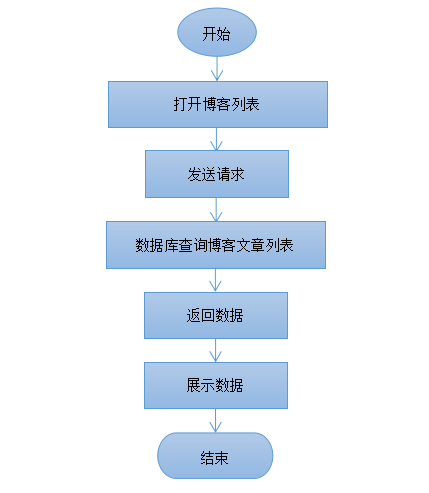 开始
打开博客列表
发送请求
数据库查询博客文章列表
返回数据
展示数据
结束